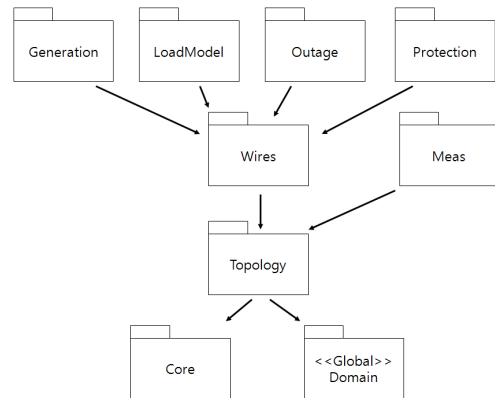 Generation
LoadModel
Outage
Protection
Wires
Meas
Topology
Core
<<Global>>
Domain